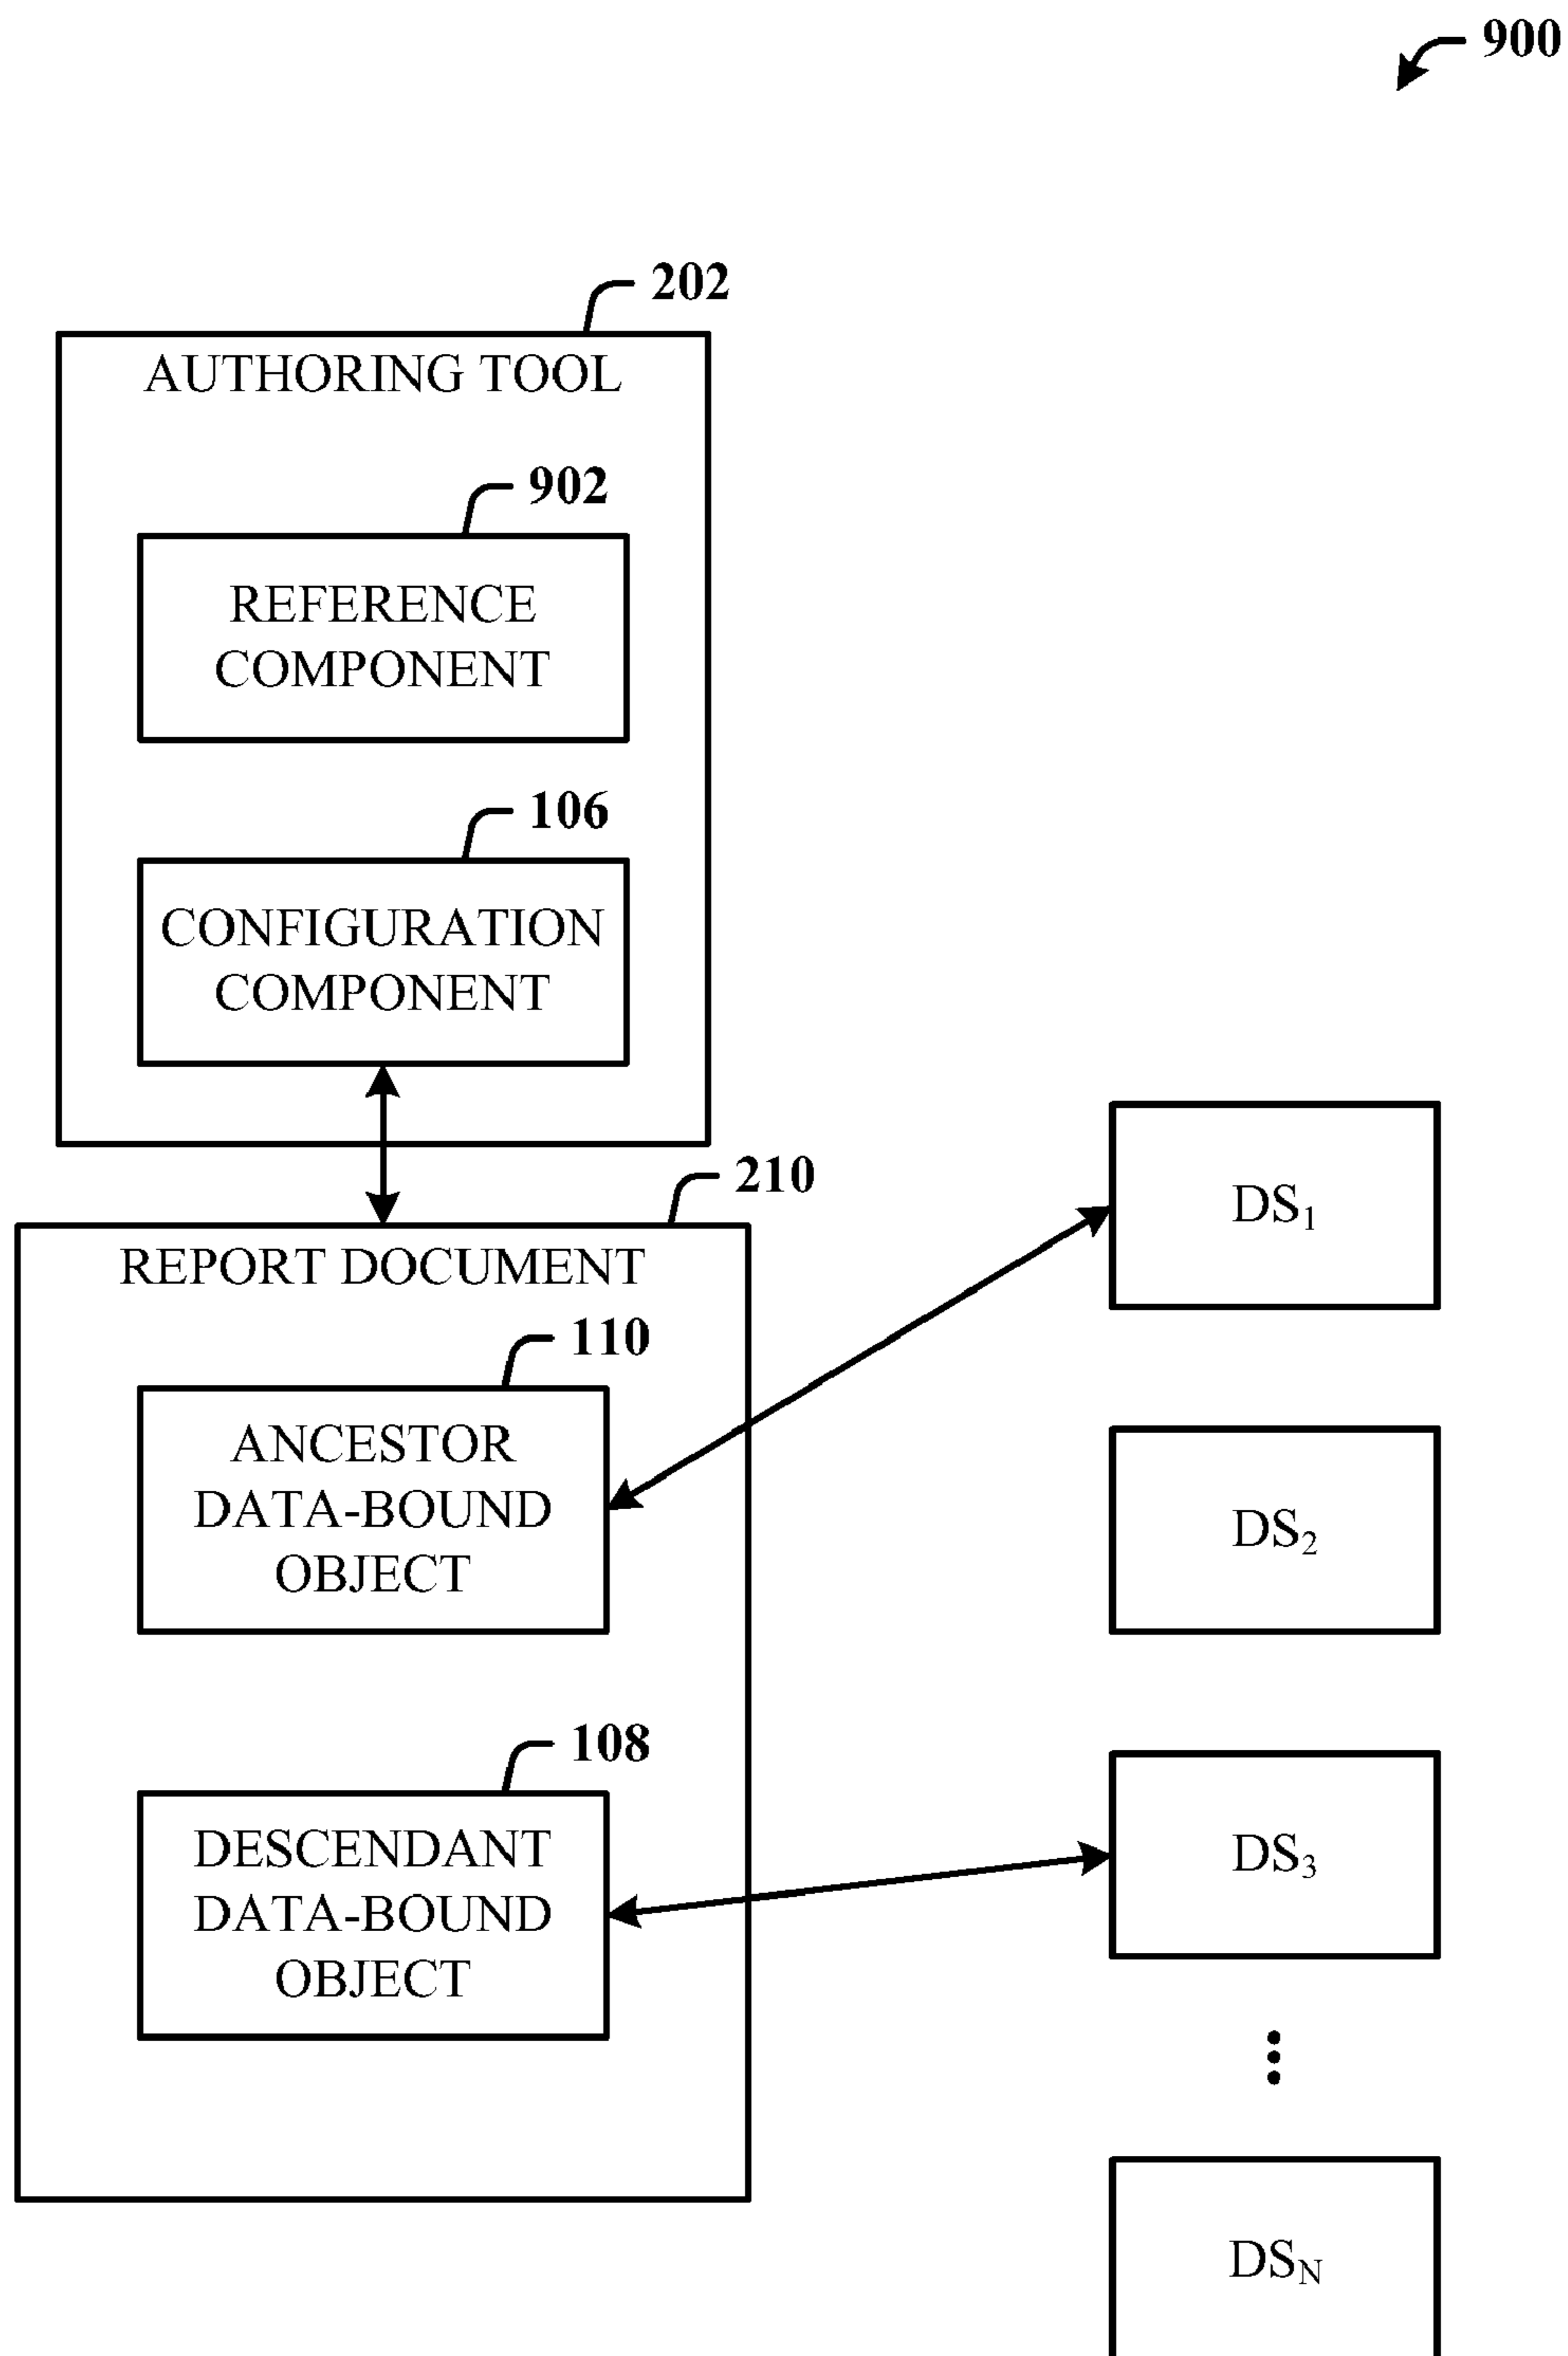 900
202
AUTHORING TOOL
902
REFERENCE
COMPONENT
106
CONFIGURATION
COMPONENT
210
REPORT DOCUMENT
110
ANCESTOR
DATA-BOUND
OBJECT
108
DESCENDANT
DATA-BOUND
OBJECT
DS₁
DS₂
DS₃
DS_N